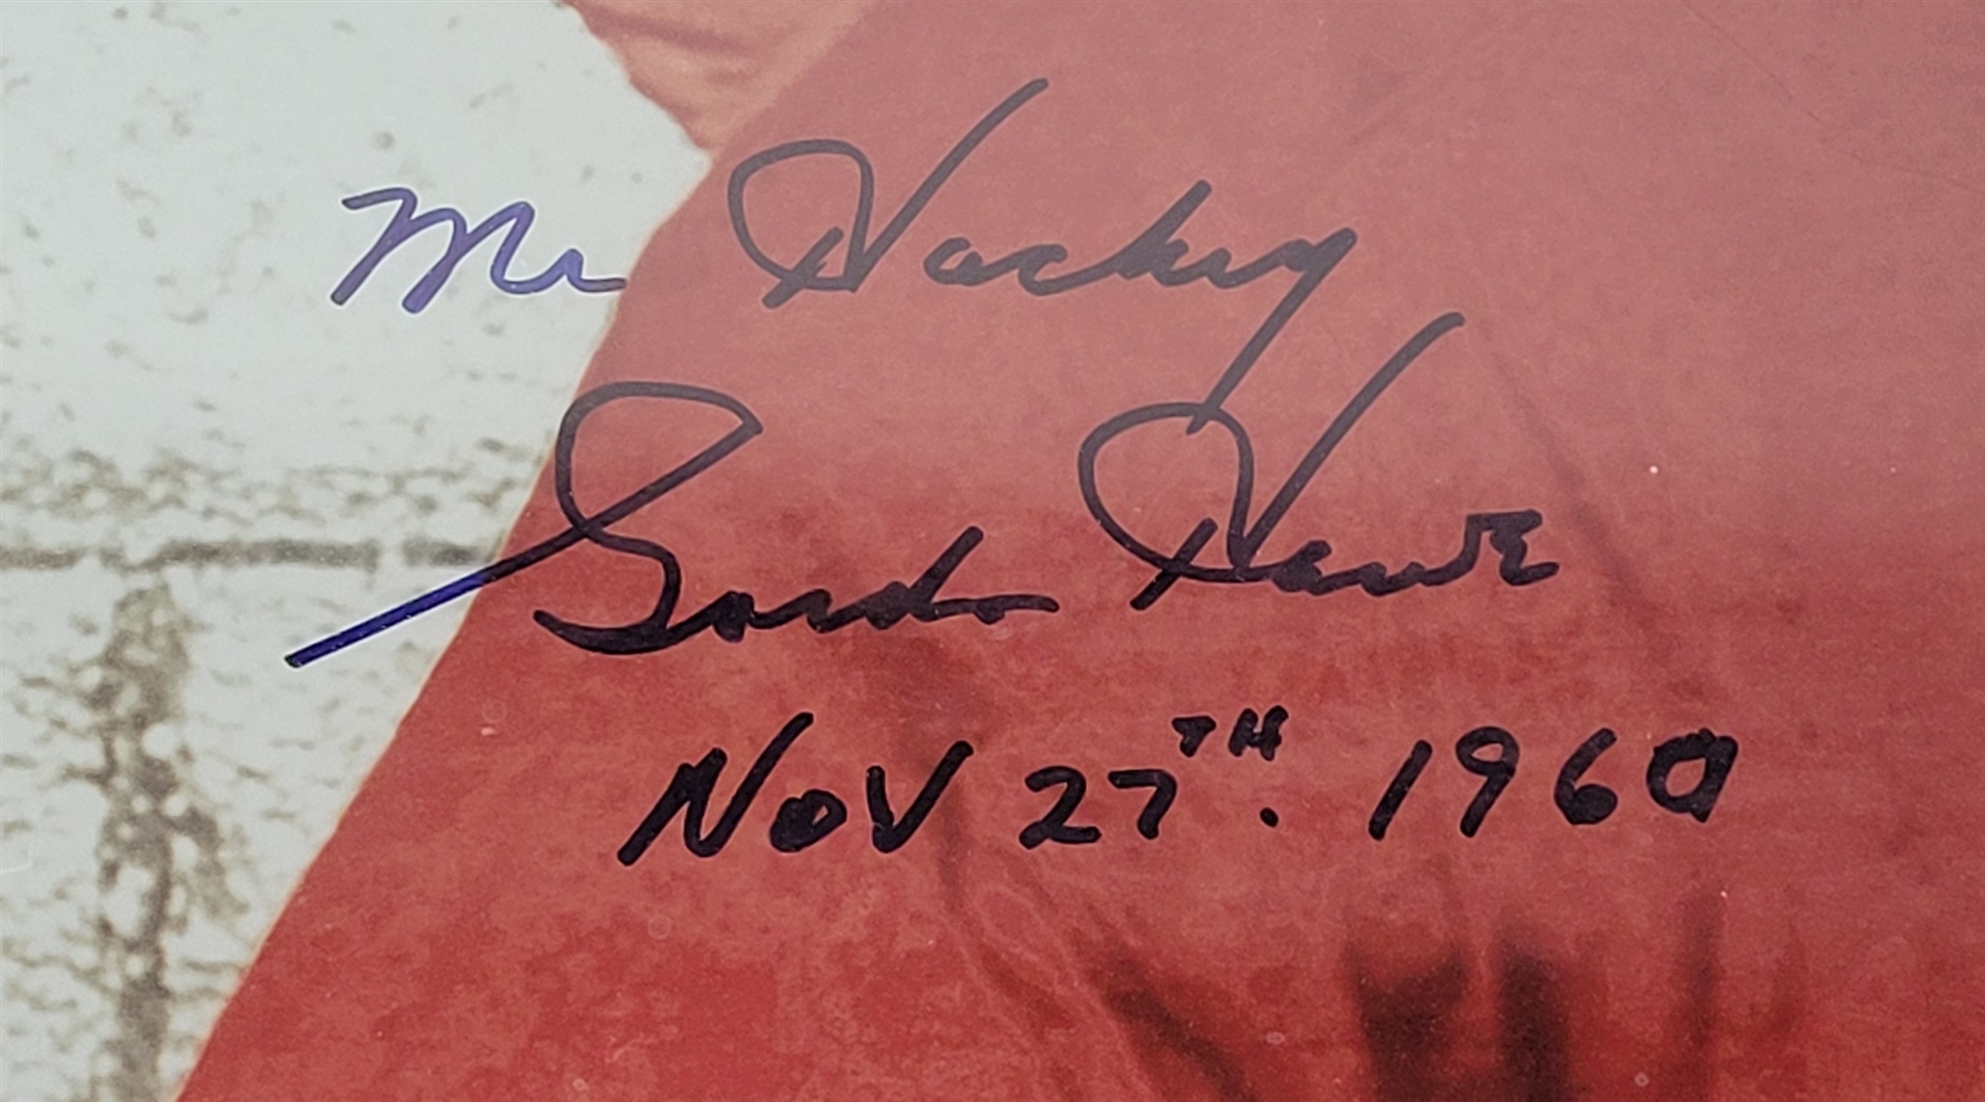 Mr Hockey
Gordie Howe
Nov 27TH. 1960